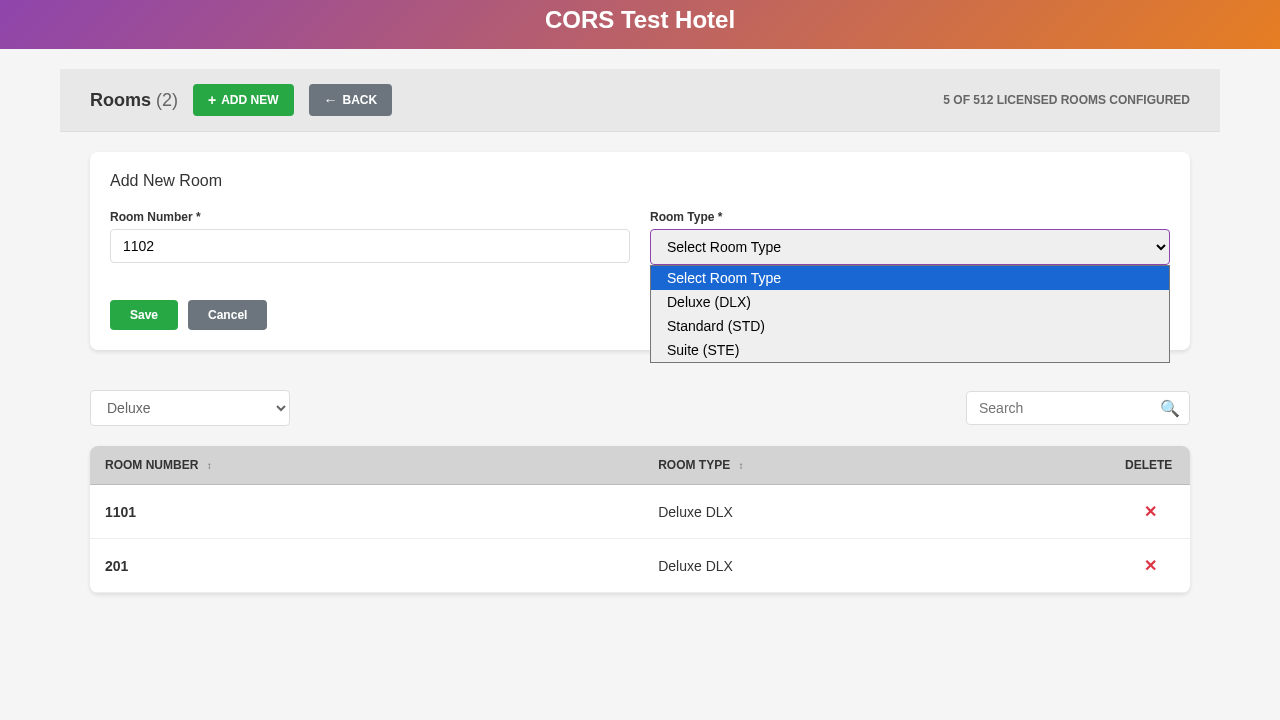 CORS Test Hotel
Rooms (2)
+ ADD NEW
← BACK
5 OF 512 LICENSED ROOMS CONFIGURED
Add New Room
Room Number *
Room Type *
1102
Select Room Type
Select Room Type
Deluxe (DLX)
Standard (STD)
Suite (STE)
Save
Cancel
Deluxe
Search
ROOM NUMBER ↕
ROOM TYPE ↕
DELETE
1101
Deluxe DLX
✕
201
Deluxe DLX
✕